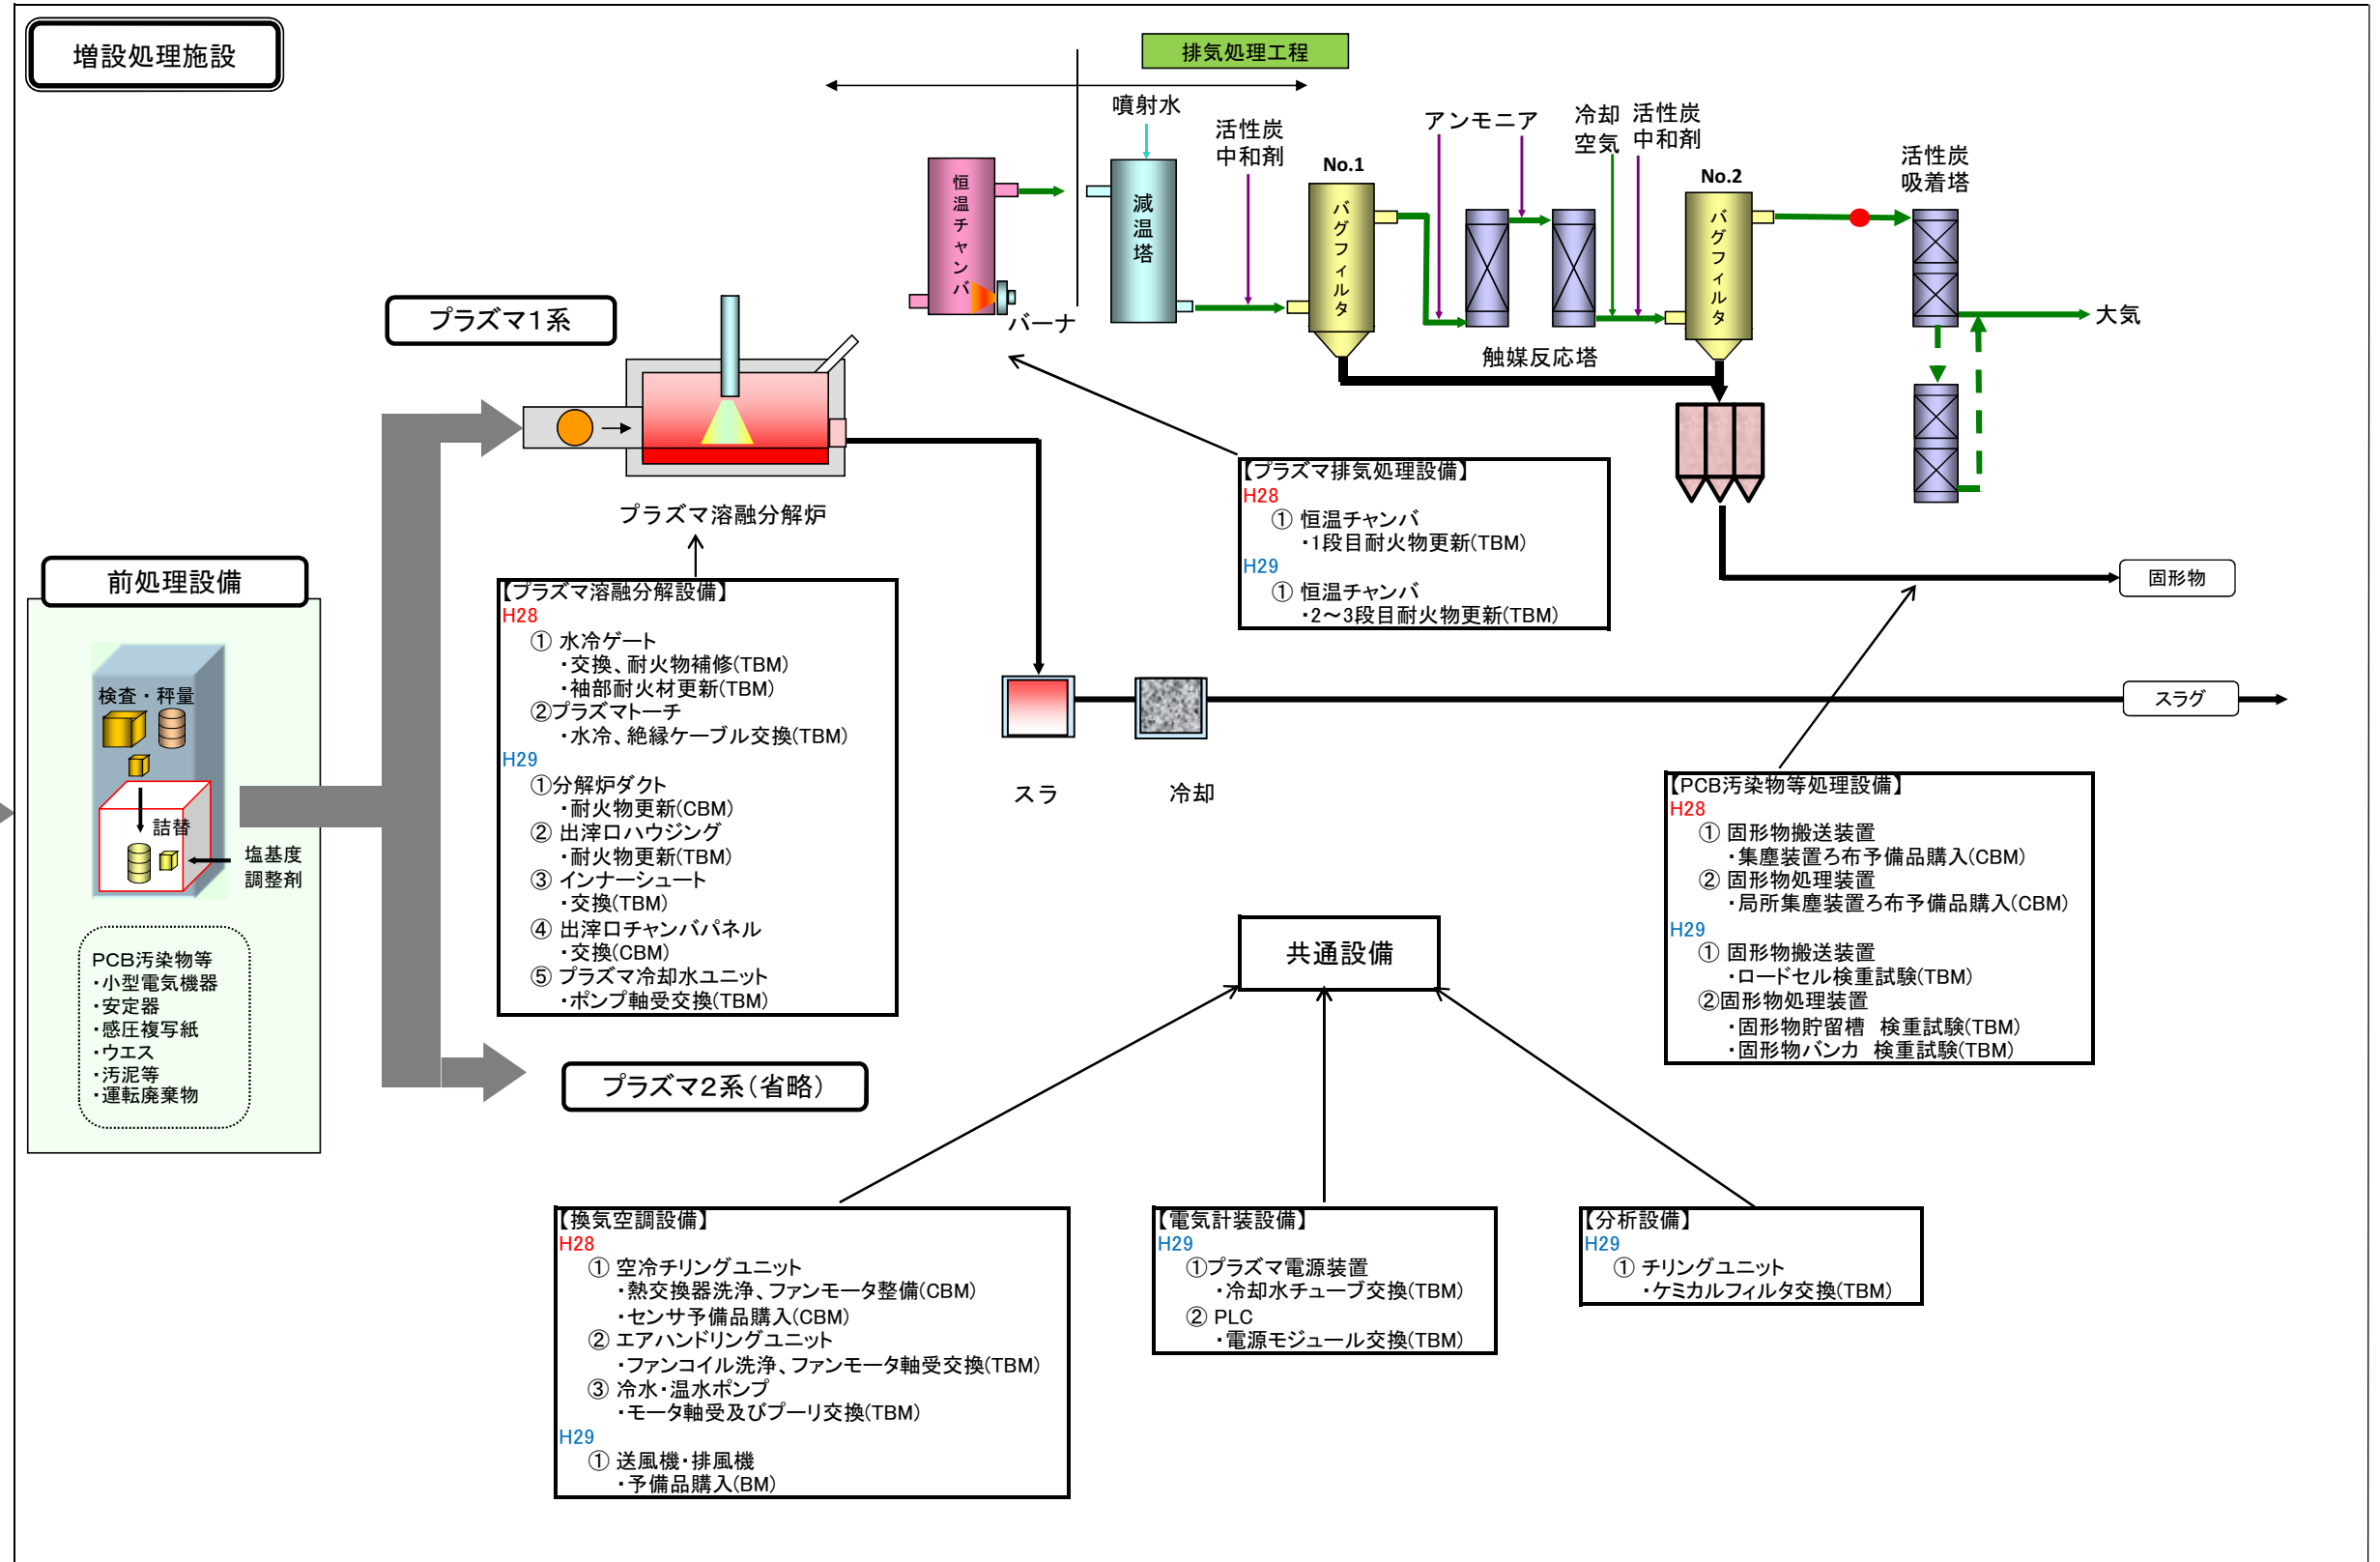 増設処理施設
排気処理工程
噴射水
活性炭
中和剤
アンモニア
冷却
空気
活性炭
中和剤
No.1
No.2
活性炭
吸着塔
恒温チャンバ
減温塔
バグフィルタ
バグフィルタ
バーナ
触媒反応塔
大気
プラズマ1系
プラズマ溶融分解炉
【プラズマ排気処理設備】
H28
① 恒温チャンバ
・1段目耐火物更新(TBM)
H29
① 恒温チャンバ
・2～3段目耐火物更新(TBM)
固形物
前処理設備
検査・秤量
詰替
塩基度
調整剤
PCB汚染物等
・小型電気機器
・安定器
・感圧複写紙
・ウエス
・汚泥等
・運転廃棄物
【プラズマ溶融分解設備】
H28
① 水冷ゲート
・交換、耐火物補修(TBM)
・袖部耐火材更新(TBM)
②プラズマトーチ
・水冷、絶縁ケーブル交換(TBM)
H29
①分解炉ダクト
・耐火物更新(CBM)
② 出滓口ハウジング
・耐火物更新(TBM)
③ インナーシュート
・交換(TBM)
④ 出滓口チャンバパネル
・交換(CBM)
⑤ プラズマ冷却水ユニット
・ポンプ軸受交換(TBM)
スラグ
スラ
冷却
【PCB汚染物等処理設備】
H28
① 固形物搬送装置
・集塵装置ろ布予備品購入(CBM)
② 固形物処理装置
・局所集塵装置ろ布予備品購入(CBM)
H29
① 固形物搬送装置
・ロードセル検重試験(TBM)
②固形物処理装置
・固形物貯留槽 検重試験(TBM)
・固形物バンカ 検重試験(TBM)
共通設備
プラズマ2系(省略)
【換気空調設備】
H28
① 空冷チリングユニット
・熱交換器洗浄、ファンモータ整備(CBM)
・センサ予備品購入(CBM)
② エアハンドリングユニット
・ファンコイル洗浄、ファンモータ軸受交換(TBM)
③ 冷水・温水ポンプ
・モータ軸受及びプーリ交換(TBM)
H29
① 送風機・排風機
・予備品購入(BM)
【電気計装設備】
H29
①プラズマ電源装置
・冷却水チューブ交換(TBM)
② PLC
・電源モジュール交換(TBM)
【分析設備】
H29
① チリングユニット
・ケミカルフィルタ交換(TBM)